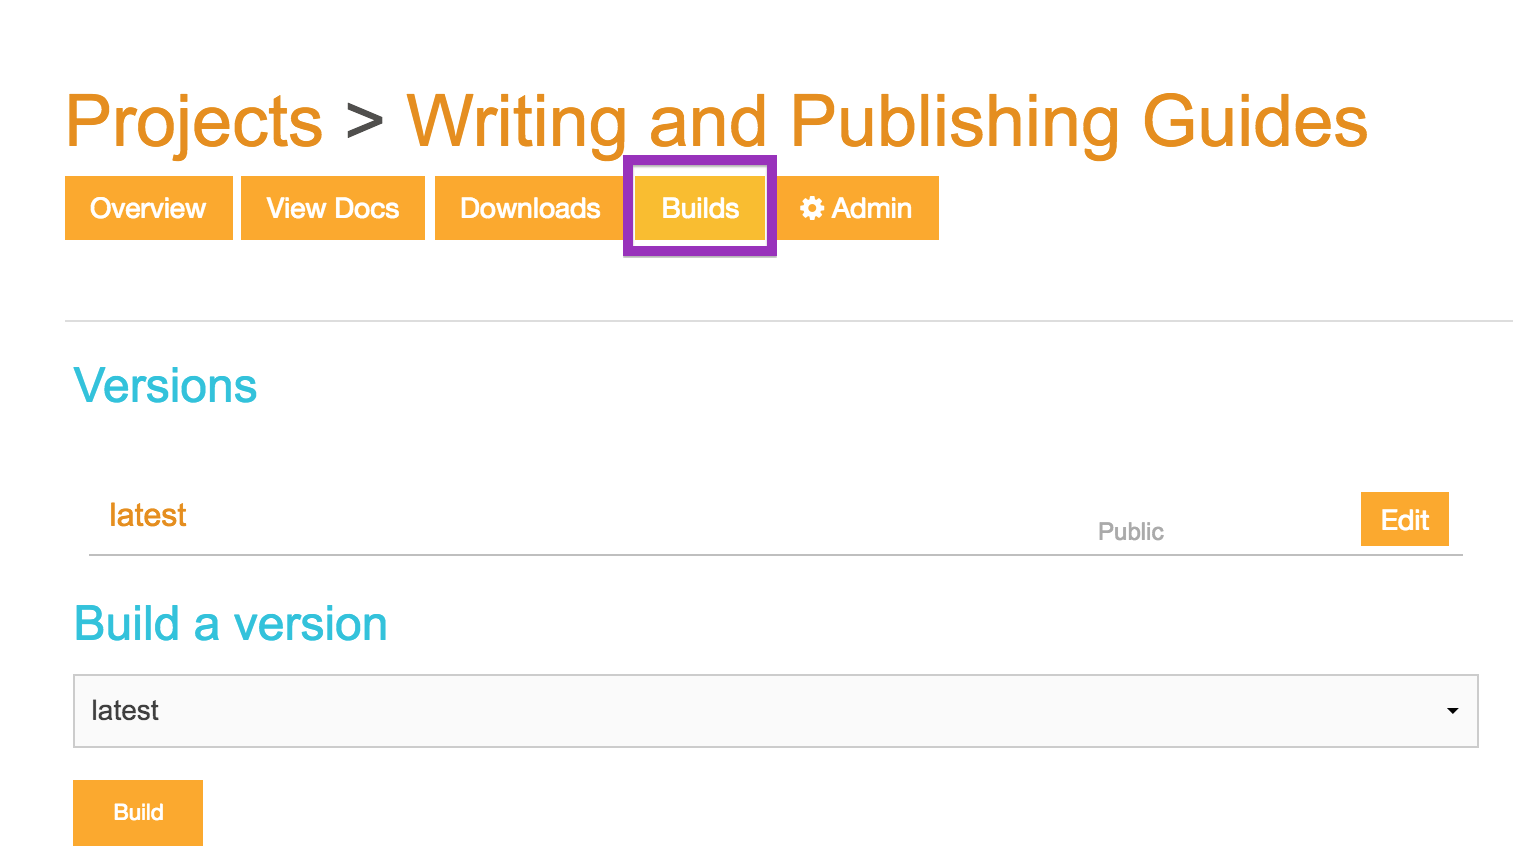 Projects > Writing and Publishing Guides
Overview View Docs Downloads Builds Admin
Versions
latest
Public
Edit
Build a version
latest
Build